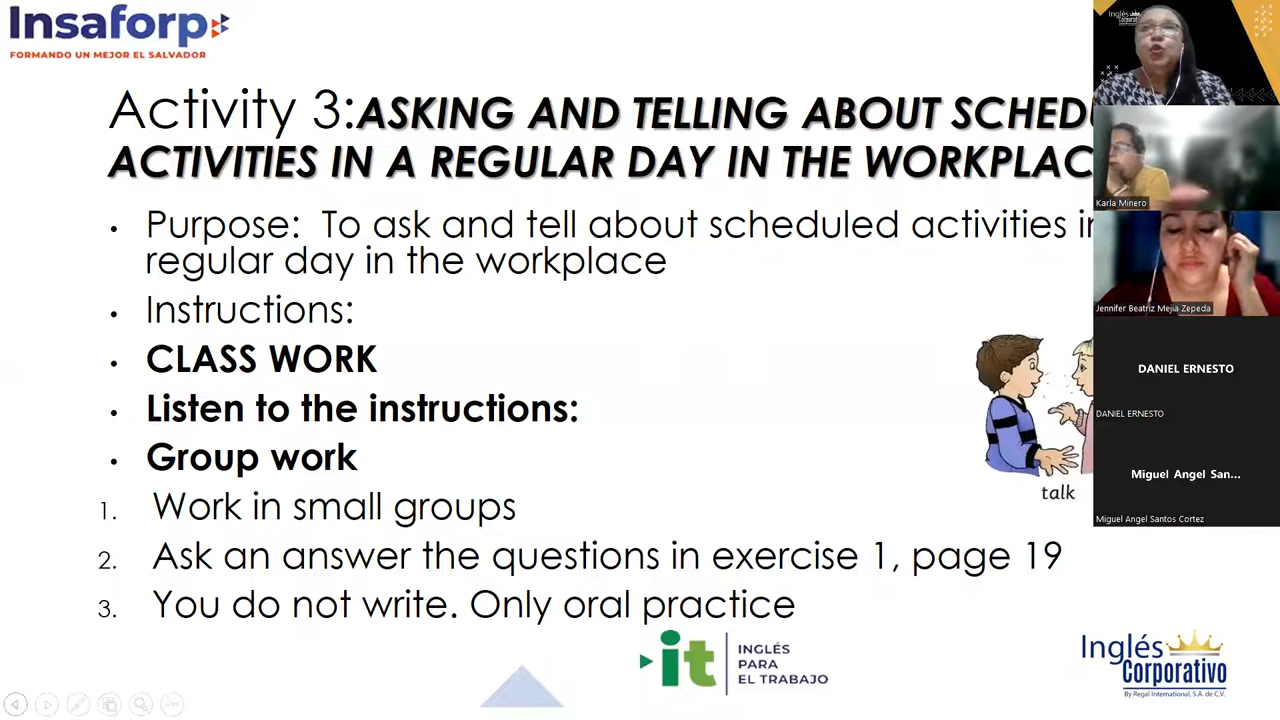 Insaforp
FORMANDO UN MEJOR EL SALVADOR
Activity 3:ASKING AND TELLING ABOUT
ACTIVITIES IN A REGULAR DAY IN THE
• Purpose: To ask and tell about scheduled activities
regular day in the workplace
• Instructions:
• CLASS WORK
• Listen to the instructions:
• Group work
1. Work in small groups
2. Ask an answer the questions in exercise 1, page 19
3. You do not write. Only oral practice
talk
it
INGLÉS
PARA
EL TRABAJO
Inglés
Corporativo
By Regal International, S.A. de C.V.
Inglés
Karla Minero
Jennifer Beatriz Mejia Zepeda
DANIEL ERNESTO
DANIEL ERNESTO
Miguel Angel San...
Miguel Angel Santos Cortez